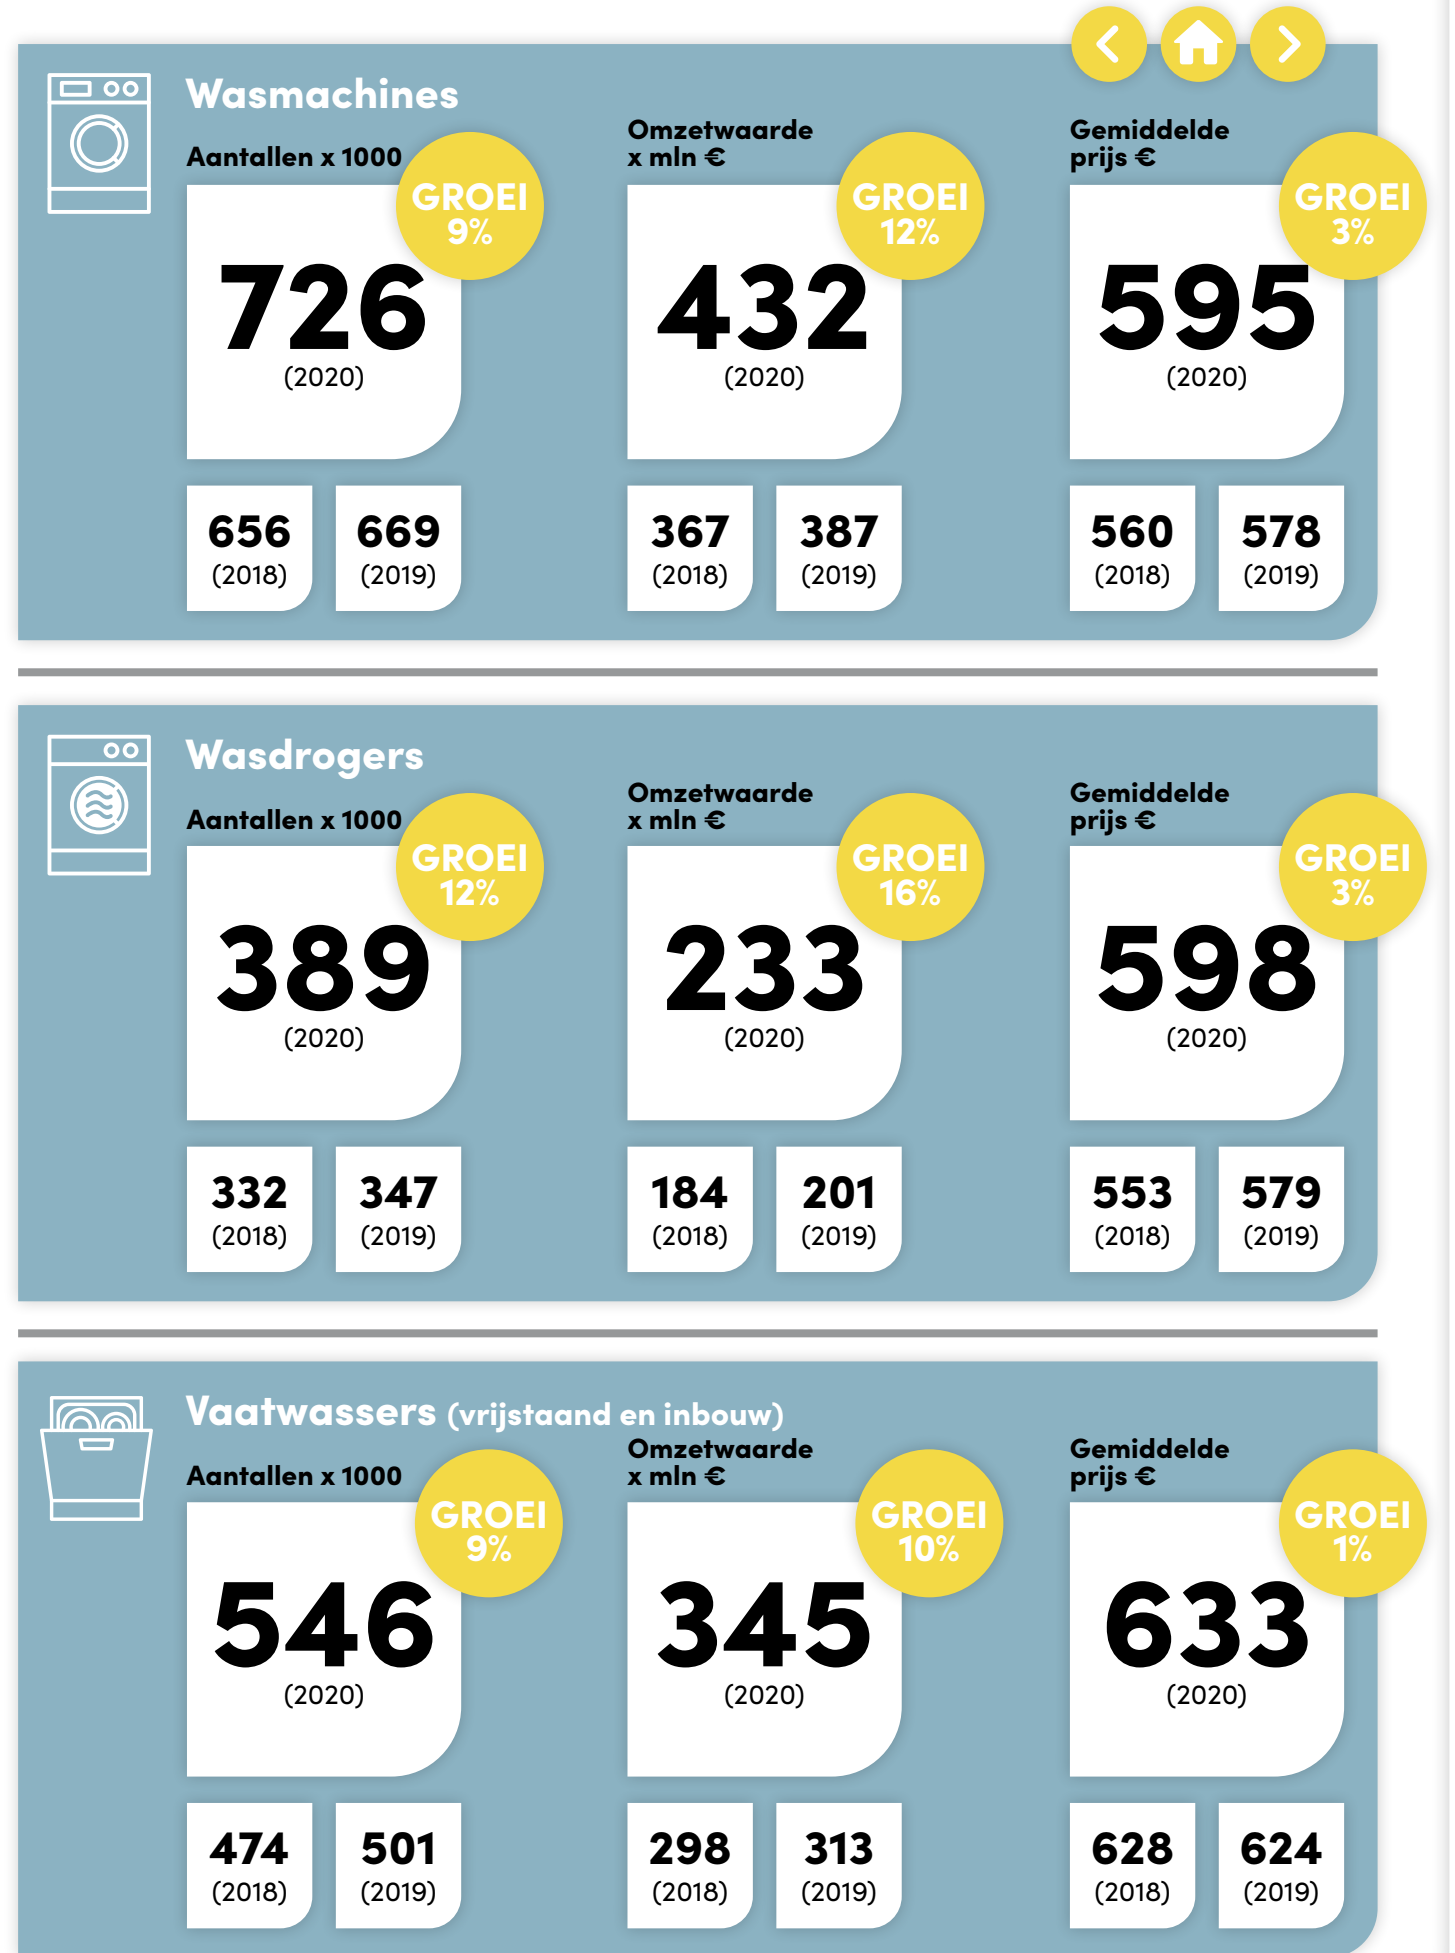 Wasmachines
Aantallen x 1000
GROEI
9%
726
(2020)
656
(2018)
669
(2019)
Omzetwaarde
x mln €
GROEI
12%
432
(2020)
367
(2018)
387
(2019)
Gemiddelde
prijs €
GROEI
3%
595
(2020)
560
(2018)
578
(2019)
Wasdrogers
Aantallen x 1000
GROEI
12%
389
(2020)
332
(2018)
347
(2019)
Omzetwaarde
x mln €
GROEI
16%
233
(2020)
184
(2018)
201
(2019)
Gemiddelde
prijs €
GROEI
3%
598
(2020)
553
(2018)
579
(2019)
Vaatwassers (vrijstaand en inbouw)
Aantallen x 1000
GROEI
9%
546
(2020)
474
(2018)
501
(2019)
Omzetwaarde
x mln €
GROEI
10%
345
(2020)
298
(2018)
313
(2019)
Gemiddelde
prijs €
GROEI
1%
633
(2020)
628
(2018)
624
(2019)